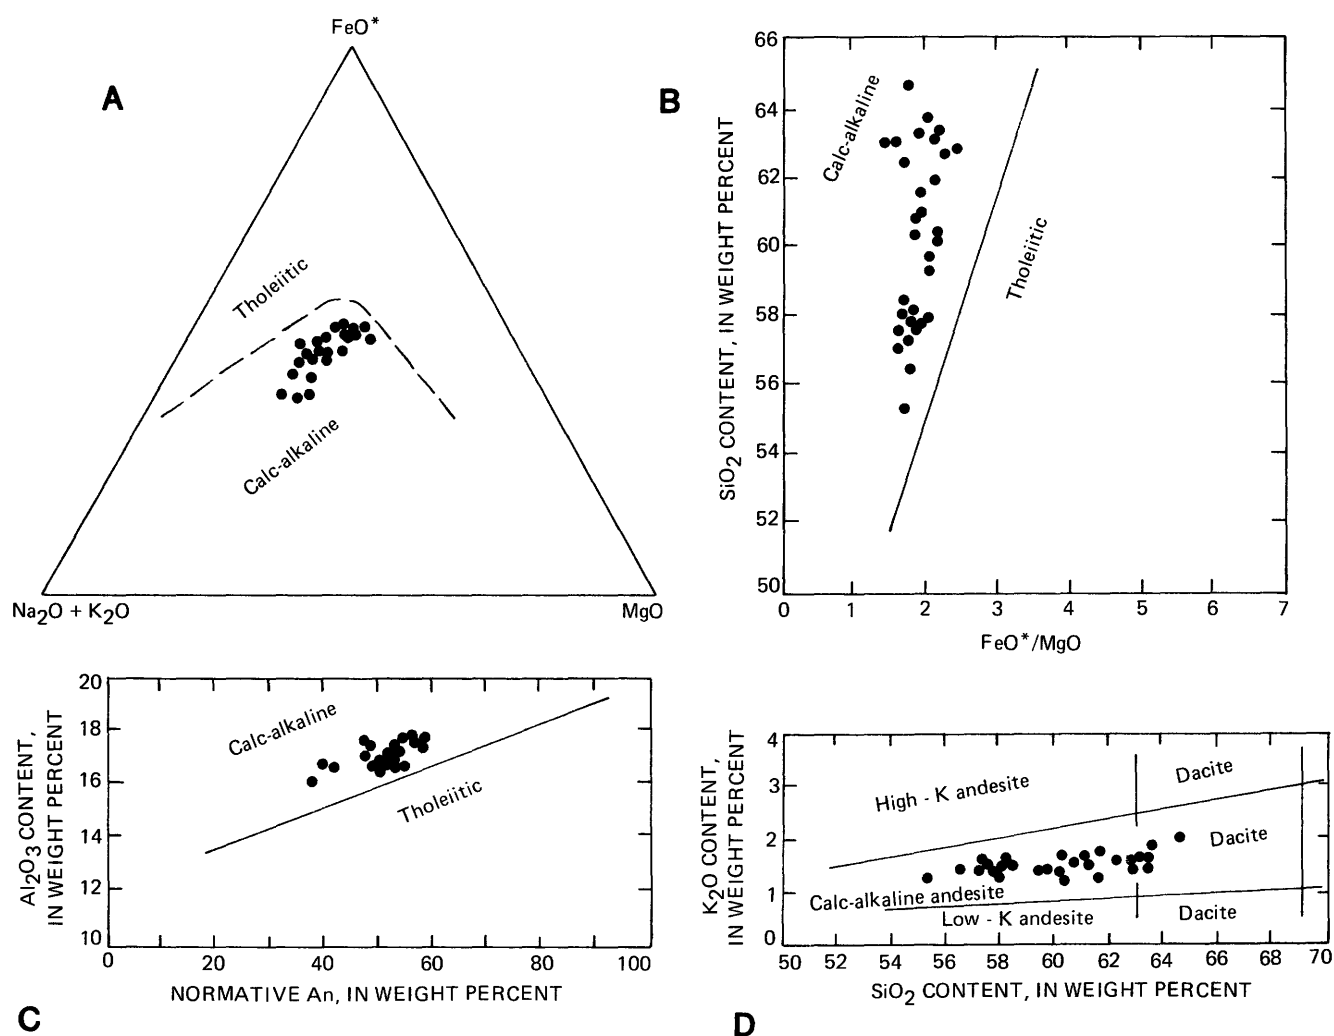 FeO*
A
Tholeiitic
Calc-alkaline
Na2O + K2O
MgO
B
66
64
62
60
58
56
54
52
50
SiO2 CONTENT, IN WEIGHT PERCENT
Calc-alkaline
Tholeiitic
0 1 2 3 4 5 6 7
FeO*/MgO
20
18
16
14
12
10
Al2O3 CONTENT,
IN WEIGHT PERCENT
Calc-alkaline
Tholeiitic
0 20 40 60 80 100
NORMATIVE An, IN WEIGHT PERCENT
C
4
3
2
1
0
K2O CONTENT,
IN WEIGHT PERCENT
High - K andesite
Dacite
Dacite
Calc-alkaline andesite
Low - K andesite
Dacite
50 52 54 56 58 60 62 64 66 68 70
SiO2 CONTENT, IN WEIGHT PERCENT
D